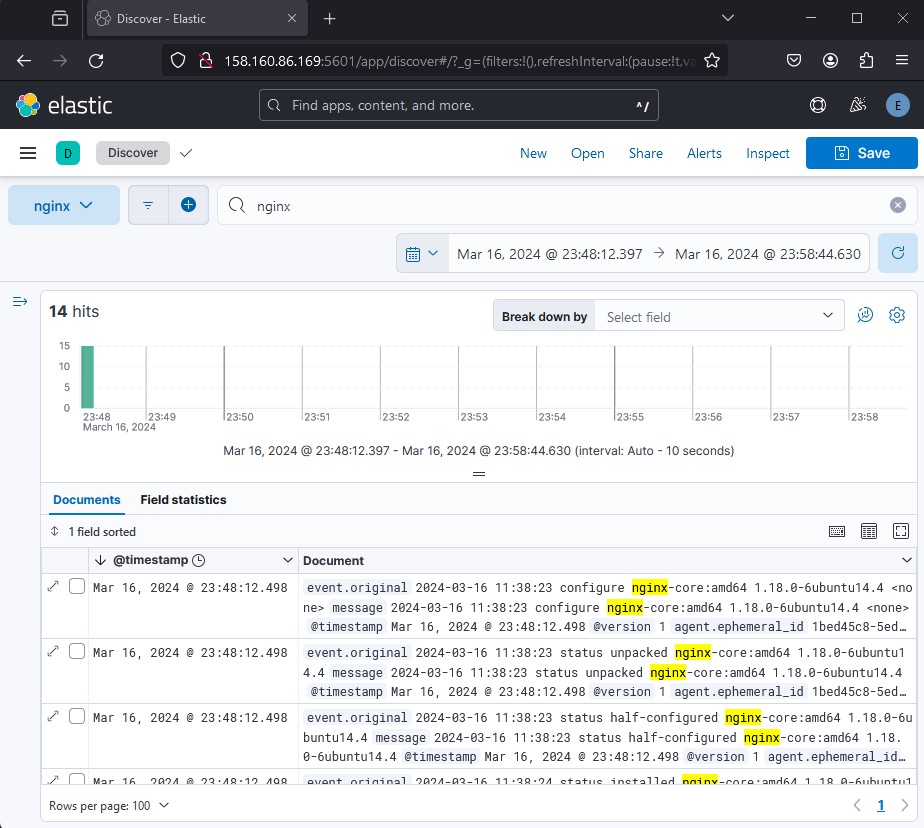 Discover - Elastic
158.160.86.169:5601/app/discover#/?_g=(filters:!(),refreshInterval:(pause:!t,va
elastic
Find apps, content, and more.
^/
E
D
Discover
New
Open
Share
Alerts
Inspect
Save
nginx
nginx
Mar 16, 2024 @ 23:48:12.397 → Mar 16, 2024 @ 23:58:44.630
14 hits
Break down by
Select field
15
10
5
0
23:48 23:49 23:50 23:51 23:52 23:53 23:54 23:55 23:56 23:57 23:58
March 16, 2024
Mar 16, 2024 @ 23:48:12.397 - Mar 16, 2024 @ 23:58:44.630 (interval: Auto - 10 seconds)
Documents
Field statistics
1 field sorted
@timestamp
Document
Mar 16, 2024 @ 23:48:12.498
event.original 2024-03-16 11:38:23 configure nginx-core:amd64 1.18.0-6ubuntu14.4 <no
ne> message 2024-03-16 11:38:23 configure nginx-core:amd64 1.18.0-6ubuntu14.4 <none>
@timestamp Mar 16, 2024 @ 23:48:12.498 @version 1 agent.ephemeral_id 1bed45c8-5ed…
Mar 16, 2024 @ 23:48:12.498
event.original 2024-03-16 11:38:23 status unpacked nginx-core:amd64 1.18.0-6ubuntu1
4.4 message 2024-03-16 11:38:23 status unpacked nginx-core:amd64 1.18.0-6ubuntu14.4
@timestamp Mar 16, 2024 @ 23:48:12.498 @version 1 agent.ephemeral_id 1bed45c8-5ed…
Mar 16, 2024 @ 23:48:12.498
event.original 2024-03-16 11:38:23 status half-configured nginx-core:amd64 1.18.0-6u
buntu14.4 message 2024-03-16 11:38:23 status half-configured nginx-core:amd64 1.18.
0-6ubuntu14.4 @timestamp Mar 16, 2024 @ 23:48:12.498 @version 1 agent.ephemeral_id…
Mar 16, 2024 @ 23:48:12.498
event.original 2024-03-16 11:38:24 status installed nginx-core:amd64 1.18.0-6ubuntu1
Rows per page: 100
1